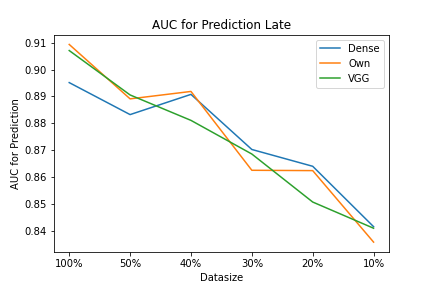 AUC for Prediction Late
Dense
Own
VGG
AUC for Prediction
0.91
0.90
0.89
0.88
0.87
0.86
0.85
0.84
100% 50% 40% 30% 20% 10%
Datasize